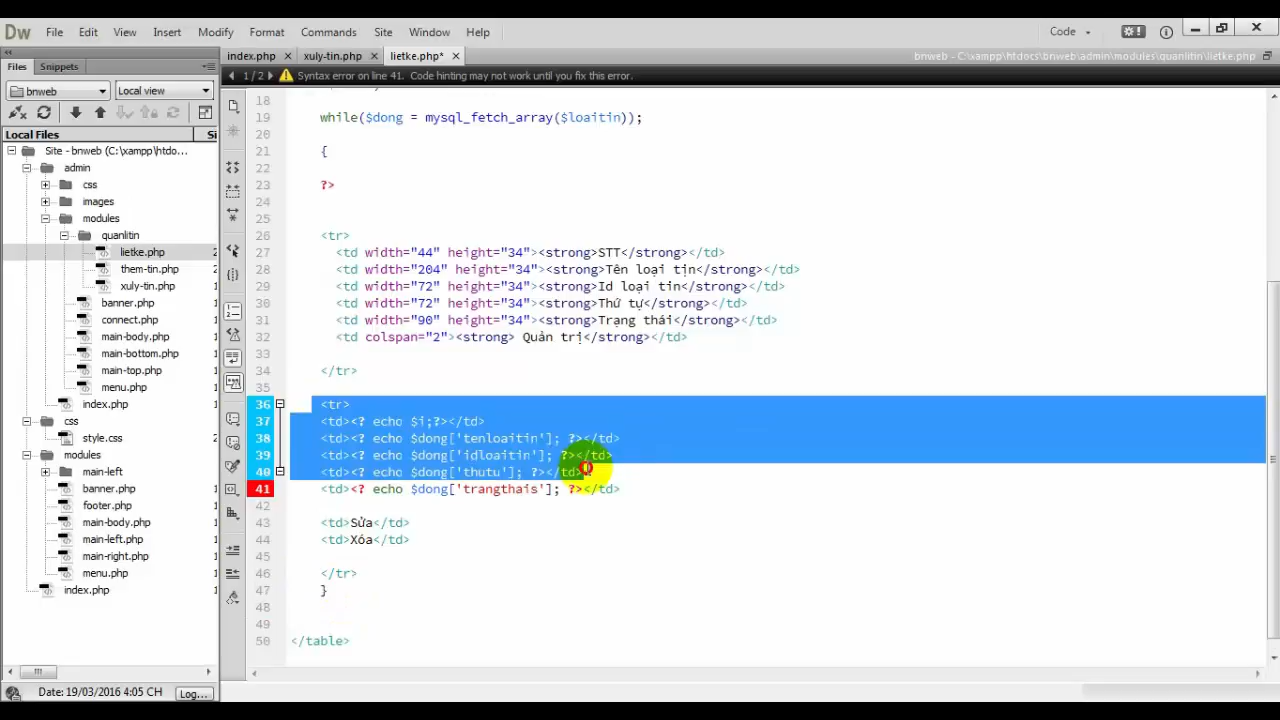 Dw File Edit View Insert Modify Format Commands Site Window Help Code
index.php xuly-tin.php lietke.php*
bnweb - C:\xampp\htdocs\bnweb\admin\modules\quanlitin\lietke.php
Files Snippets
1 / 2 Syntax error on line 41. Code hinting may not work until you fix this error.
bnweb Local view
Local Files Si
Site - bnweb (C:\xampp\htdo...
admin
css
images
modules
quanlitin
lietke.php 2
them-tin.php 2
xuly-tin.php 2
banner.php
connect.php
main-body.php
main-bottom.php
main-top.php
menu.php
index.php
css
style.css
modules
main-left
banner.php
footer.php
main-body.php
main-left.php
main-right.php
menu.php
index.php
Date: 19/03/2016 4:05 CH Log...
18
19 while($dong = mysql_fetch_array($loaitin));
20
21 {
22
23 ?>
24
25
26 <tr>
27 <td width="44" height="34"><strong>STT</strong></td>
28 <td width="204" height="34"><strong>Tên loại tịn</strong></td>
29 <td width="72" height="34"><strong>Id loại tin</strong></td>
30 <td width="72" height="34"><strong>Thứ tự</strong></td>
31 <td width="90" height="34"><strong>Trạng thái</strong></td>
32 <td colspan="2"><strong> Quản trị</strong></td>
33
34 </tr>
35
36 <tr>
37 <td><? echo $i;?></td>
38 <td><? echo $dong['tenloaitin']; ?></td>
39 <td><? echo $dong['idloaitin']; ?></td>
40 <td><? echo $dong['thutu']; ?></td>
41 <td><? echo $dong['trangthais']; ?></td>
43 <td>Sửa</td>
44 <td>Xóa</td>
45
46 </tr>
47 }
48
49
50 </table>